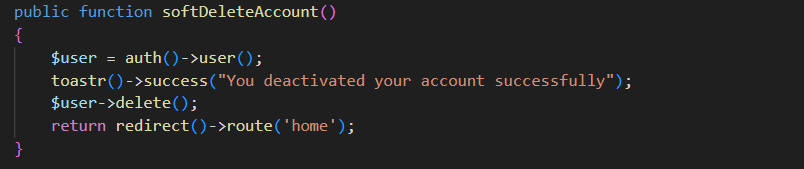 public function softDeleteAccount()
{
    $user = auth()->user();
    toastr()->success("You deactivated your account successfully");
    $user->delete();
    return redirect()->route('home');
}